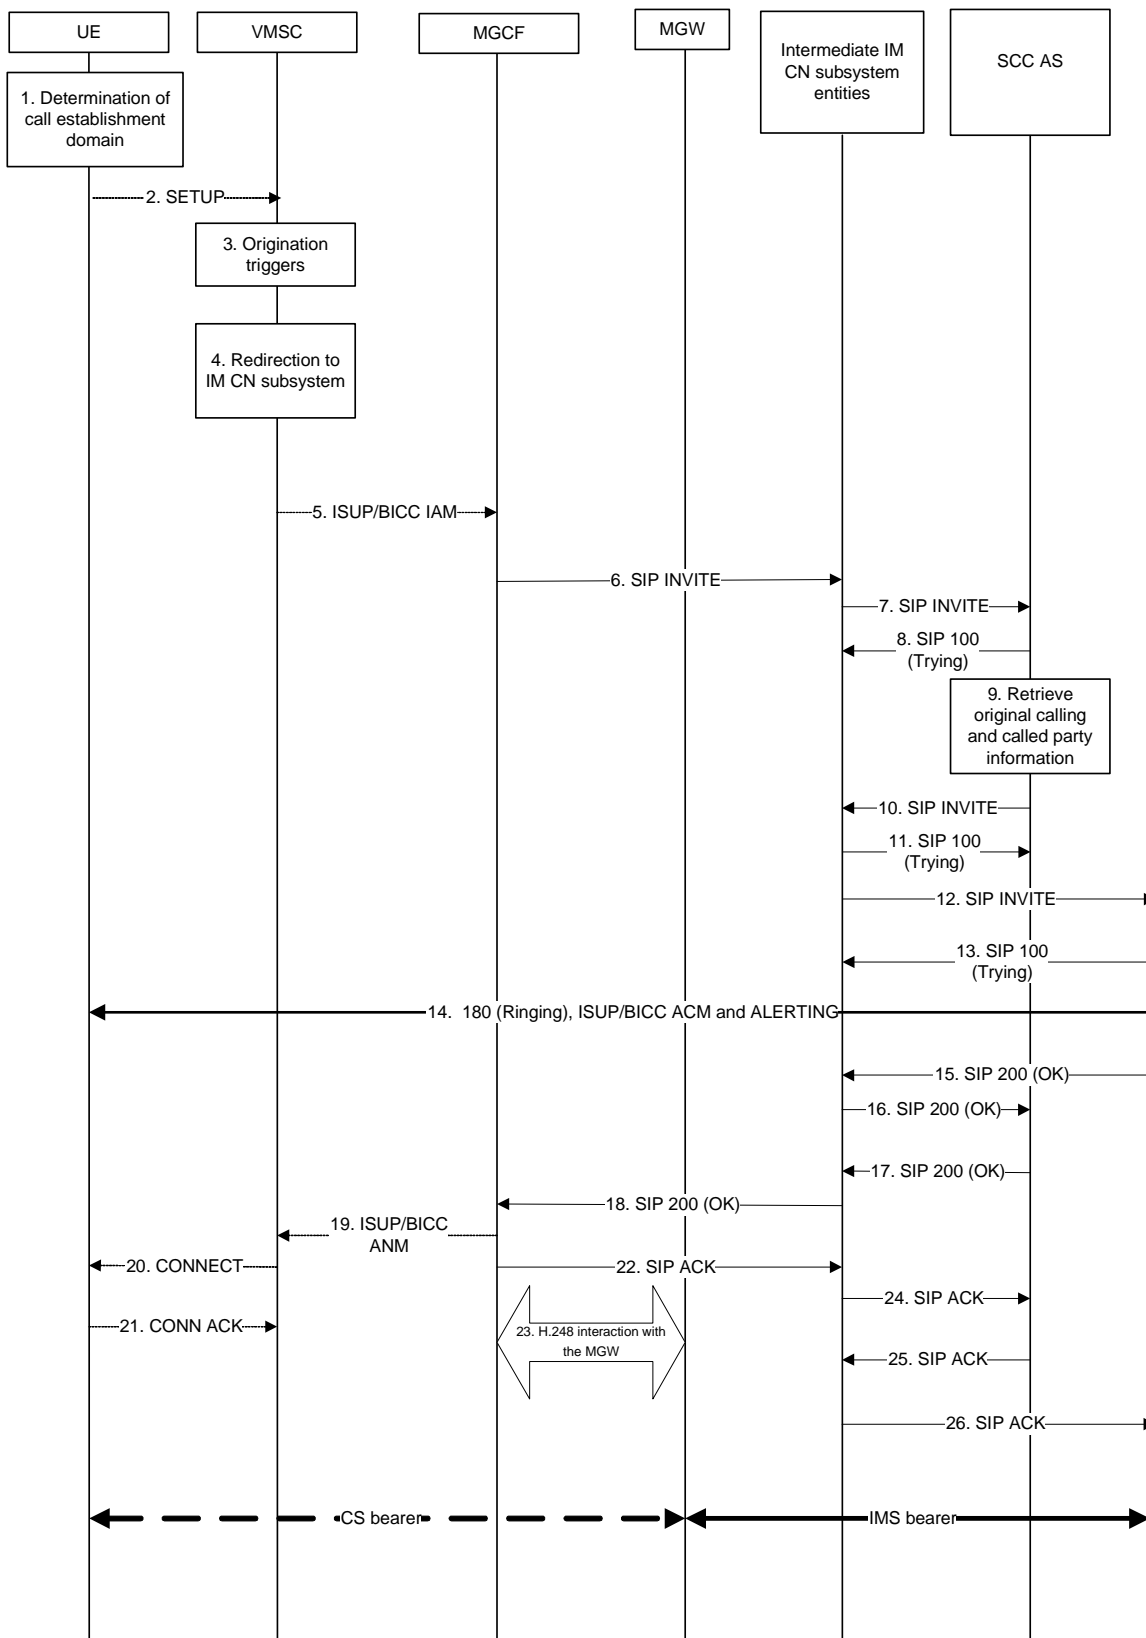 UE
VMSC
MGCF
MGW
Intermediate IM
CN subsystem
entities
SCC AS
1. Determination of
call establishment
domain
2. SETUP
3. Origination
triggers
4. Redirection to
IM CN subsystem
5. ISUP/BICC IAM
6. SIP INVITE
7. SIP INVITE
8. SIP 100
(Trying)
9. Retrieve
original calling
and called party
information
10. SIP INVITE
11. SIP 100
(Trying)
12. SIP INVITE
13. SIP 100
(Trying)
14. 180 (Ringing), ISUP/BICC ACM and ALERTING
15. SIP 200 (OK)
16. SIP 200 (OK)
17. SIP 200 (OK)
18. SIP 200 (OK)
19. ISUP/BICC
ANM
20. CONNECT
22. SIP ACK
24. SIP ACK
21. CONN ACK
23. H.248 interaction with
the MGW
25. SIP ACK
26. SIP ACK
CS bearer
IMS bearer